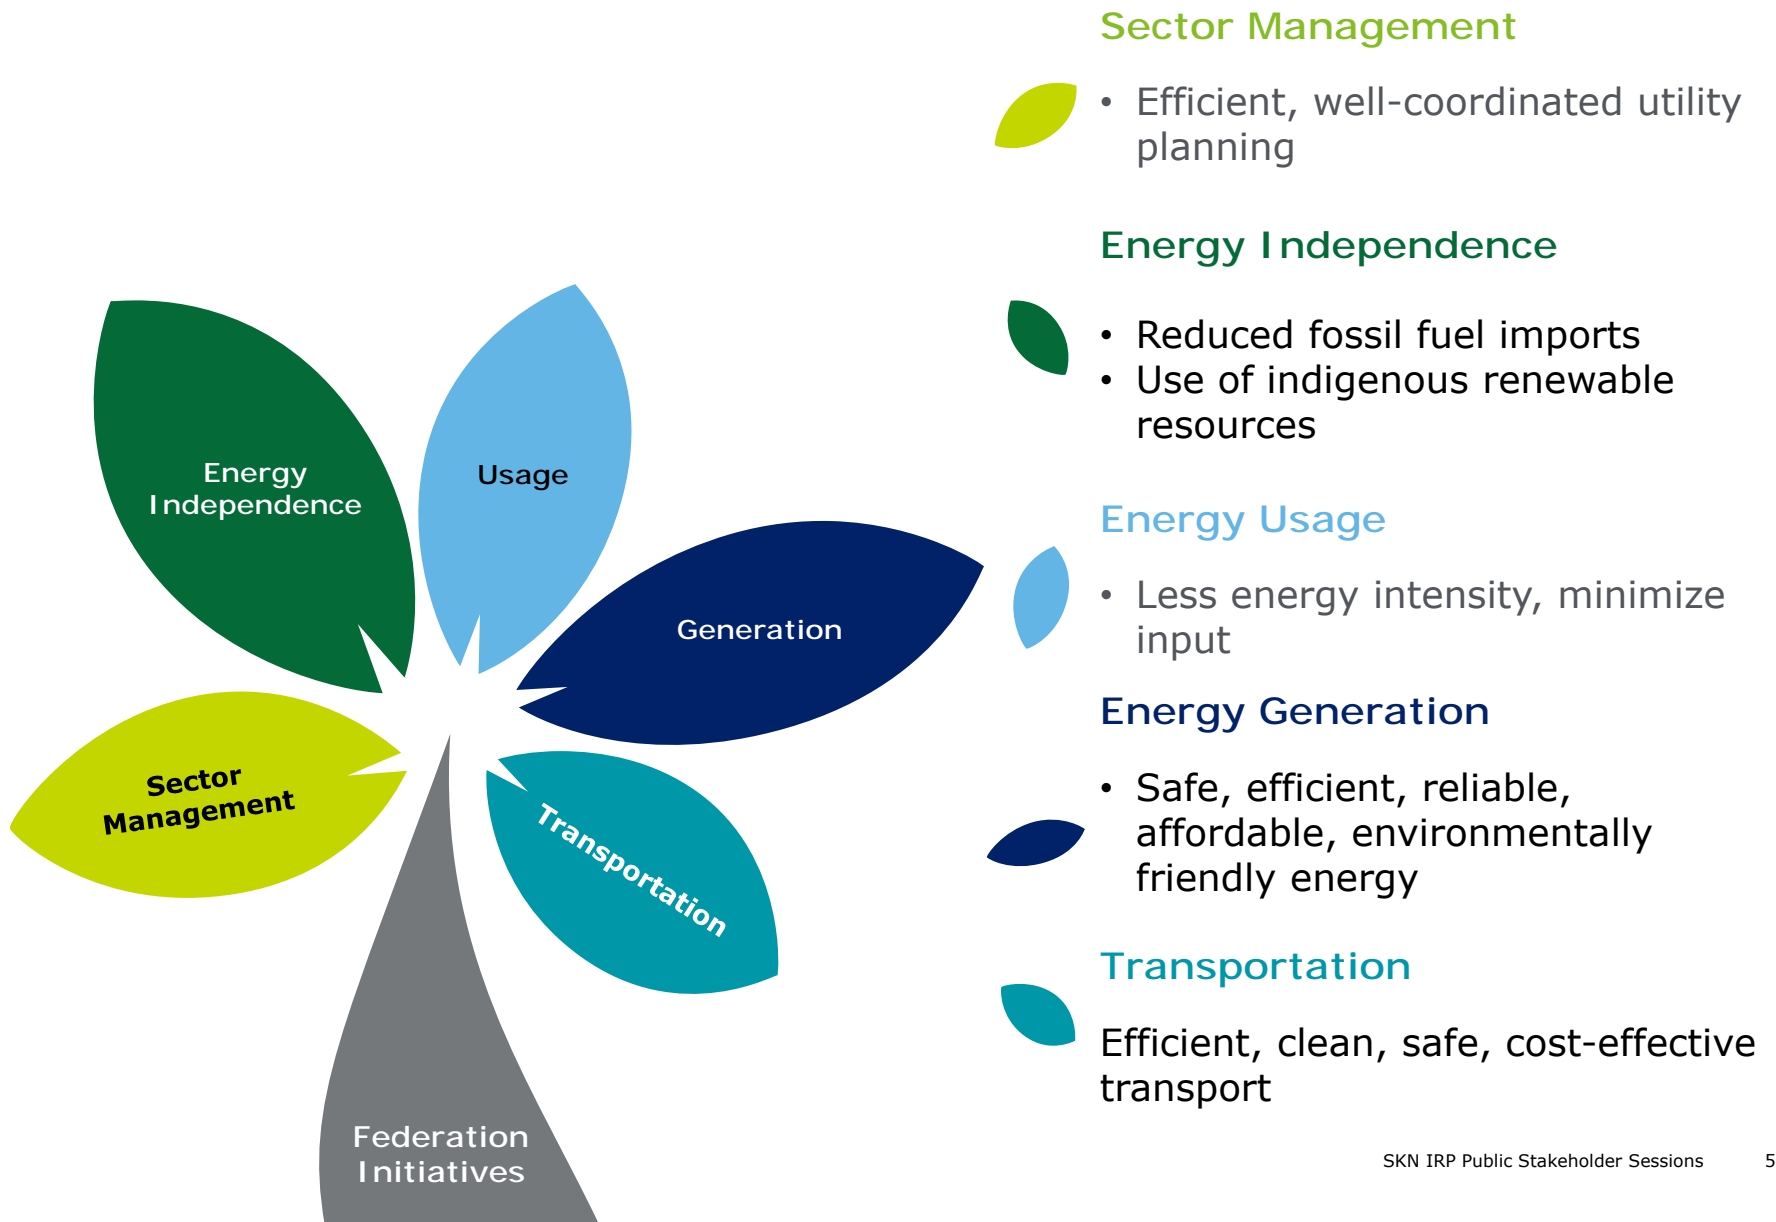 Energy
Independence
Usage
Generation
Sector
Management
Transportation
Federation
Initiatives
Sector Management
• Efficient, well-coordinated utility
planning
Energy Independence
• Reduced fossil fuel imports
• Use of indigenous renewable
resources
Energy Usage
• Less energy intensity, minimize
input
Energy Generation
• Safe, efficient, reliable,
affordable, environmentally
friendly energy
Transportation
Efficient, clean, safe, cost-effective
transport
SKN IRP Public Stakeholder Sessions 5